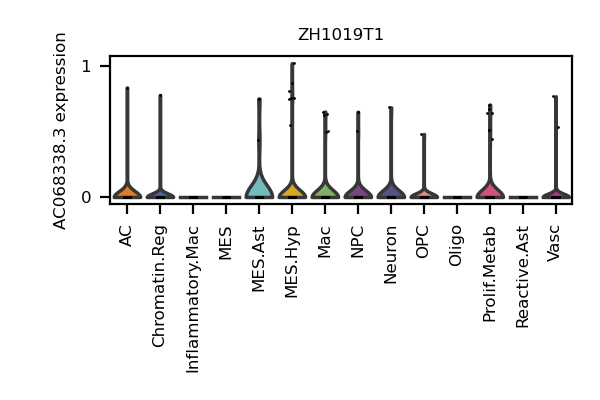 ZH1019T1
AC068338.3 expression
1
0
AC
Chromatin.Reg
Inflammatory.Mac
MES
MES.Ast
MES.Hyp
Mac
NPC
Neuron
OPC
Oligo
Prolif.Metab
Reactive.Ast
Vasc